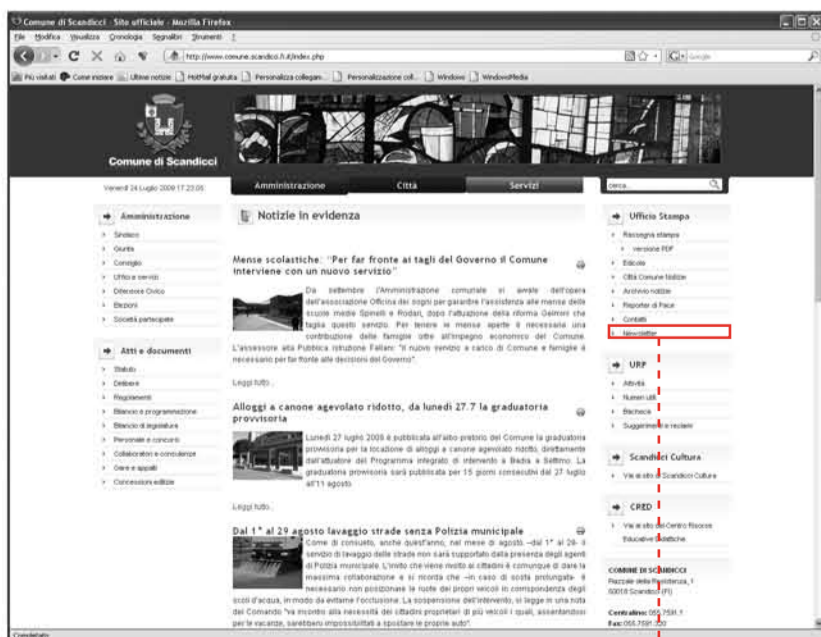 Comune di Scandicci - Sito ufficiale - Mozilla Firefox
File Modifica Visualizza Cronologia Segnalibri Strumenti ?
http://www.comune.scandicci.fi.it/index.php
Google
Più visitati Come iniziare Ultime notizie HotMail gratuita Personalizza collegam... Personalizzazione coll... Windows WindowsMedia
Comune di Scandicci
Venerdì 24 Luglio 2009 17:23:05
Amministrazione Città Servizi
cerca...
Amministrazione
Sindaco
Giunta
Consiglio
Uffici e servizi
Difensore Civico
Elezioni
Società partecipate
Atti e documenti
Statuto
Delibere
Regolamenti
Bilancio e programmazione
Bilancio di legislatura
Personale e concorsi
Collaboratori e consulenze
Gare e appalti
Concessioni edilizie
Notizie in evidenza
Mense scolastiche: "Per far fronte ai tagli del Governo il Comune
interviene con un nuovo servizio"
Da settembre l'Amministrazione comunale si avvale dell'opera
dell'associazione Officina dei sogni per garantire l'assistenza alle mense delle
scuole medie Spinelli e Rodari, dopo l'attuazione della riforma Gelmini che
taglia questo servizio. Per tenere le mense aperte è necessaria una
contribuzione delle famiglie oltre all'impegno economico del Comune.
L'assessore alla Pubblica istruzione Fallani: "Il nuovo servizio a carico di Comune e famiglie è
necessario per far fronte alle decisioni del Governo".
Leggi tutto...
Alloggi a canone agevolato ridotto, da lunedì 27.7 la graduatoria
provvisoria
Lunedì 27 luglio 2009 è pubblicata all'albo pretorio del Comune la graduatoria
provvisoria per la locazione di alloggi a canone agevolato ridotto, direttamente
dall'attuatore del Programma integrato di intervento a Badia a Settimo. La
graduatoria provvisoria sarà pubblicata per 15 giorni consecutivi dal 27 luglio
all'11 agosto.
Leggi tutto...
Dal 1° al 29 agosto lavaggio strade senza Polizia municipale
Come di consueto, anche quest'anno, nel mese di agosto –dal 1° al 29- il
servizio di lavaggio delle strade non sarà supportato dalla presenza degli agenti
di Polizia municipale. L'invito che viene rivolto ai cittadini è comunque di dare la
massima collaborazione e si ricorda che –in caso di sosta prolungata- è
necessario non posizionare le ruote dei propri veicoli in corrispondenza degli
scoli d'acqua, in modo da evitarne l'occlusione. La sospensione dell'intervento, si legge in una nota
del Comando "va incontro alla necessità dei cittadini proprietari di più veicoli i quali, assentandosi
per le vacanze, sarebbero impossibilitati a spostare le proprie auto".
Ufficio Stampa
Rassegna stampa
versione PDF
Edicola
Città Comune Notizie
Archivio notizie
Reporter di Pace
Contatti
Newsletter
URP
Attività
Numeri utili
Bacheca
Suggerimenti e reclami
Scandicci Cultura
Vai al sito di Scandicci Cultura
CRED
Vai al sito del Centro Risorse
Educative Didattiche
COMUNE DI SCANDICCI
Piazzale della Resistenza, 1
50018 Scandicci (FI)
Centralino: 055.7591.1
Fax: 055.7591.320
Completato